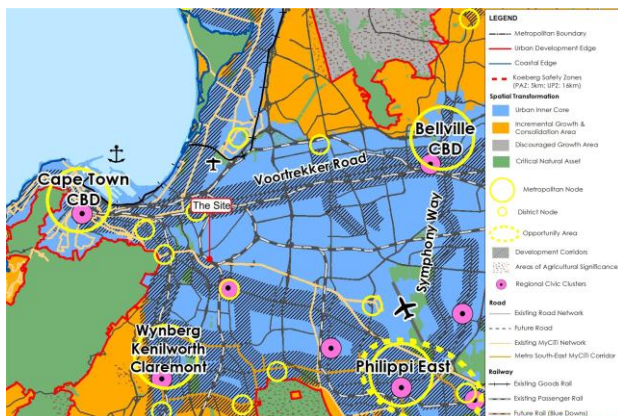 Cape Town
CBD
The Site
Voortrekker Road
Bellville
CBD
Symphony Way
Wynberg
Kenilworth
Claremont
Philippi East
LEGEND
Metropolitan Boundary
Urban Development Edge
Coastal Edge
Koeberg Safety Zones
(PAZ: 5km; UPZ: 16km)
Spatial Transformation
Urban Inner Core
Incremental Growth &
Consolidation Area
Discouraged Growth Area
Critical Natural Asset
Metropolitan Node
District Node
Opportunity Area
Development Corridors
Areas of Agricultural Significance
Regional Civic Clusters
Road
Existing Road Network
Future Road
Existing MyCiTi Network
Metro South-East MyCiTi Corridor
Railway
Existing Goods Rail
Existing Passenger Rail
Future Rail (Blue Downs)